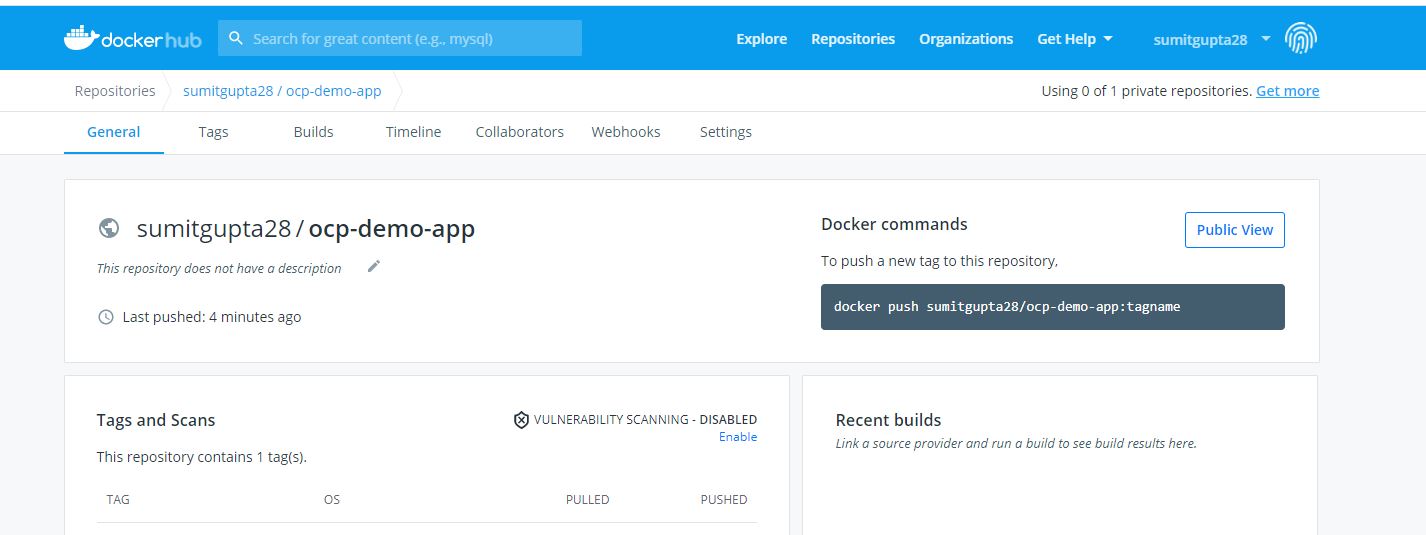 dockerhub Search for great content (e.g., mysql) Explore Repositories Organizations Get Help sumitgupta28
Repositories sumitgupta28 / ocp-demo-app Using 0 of 1 private repositories. Get more
General Tags Builds Timeline Collaborators Webhooks Settings
sumitgupta28 / ocp-demo-app
This repository does not have a description
Last pushed: 4 minutes ago
Docker commands
Public View
To push a new tag to this repository,
docker push sumitgupta28/ocp-demo-app:tagname
Tags and Scans
VULNERABILITY SCANNING - DISABLED
Enable
This repository contains 1 tag(s).
TAG OS PULLED PUSHED
Recent builds
Link a source provider and run a build to see build results here.